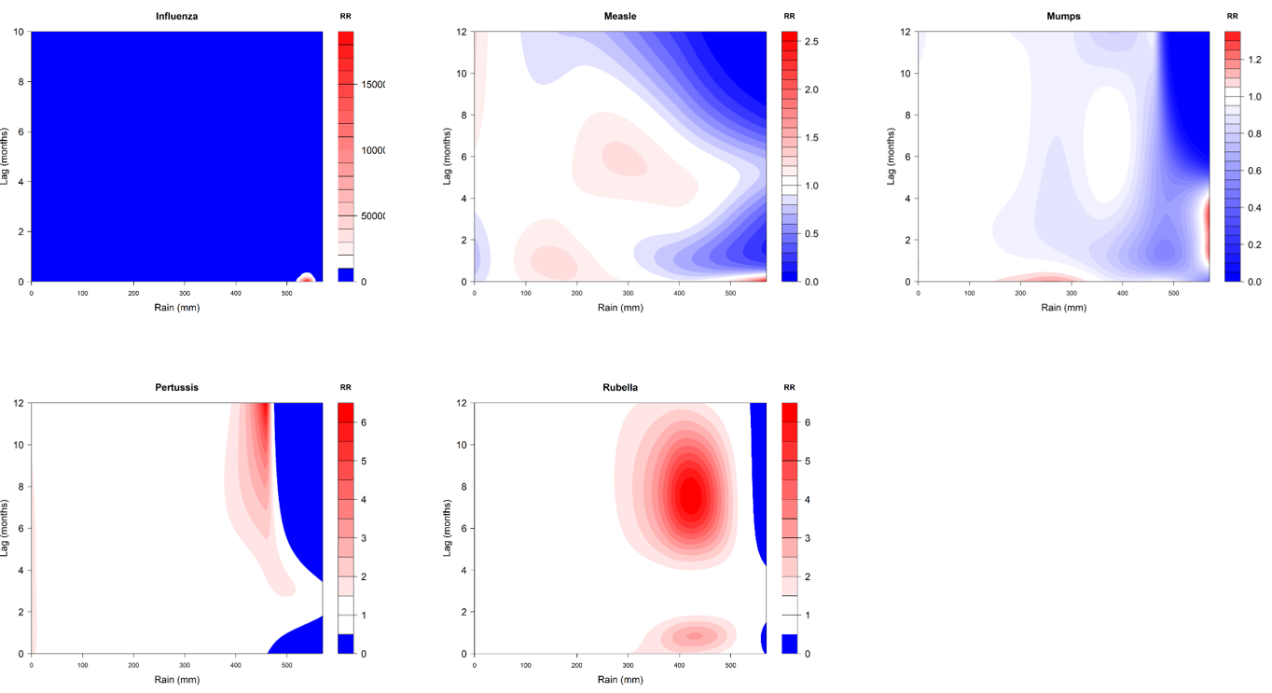 Influenza
RR
10
8
6
4
2
0
Lag (months)
0 100 200 300 400 500
Rain (mm)
15000
10000
50000
0
Measle
RR
12
10
8
6
4
2
0
Lag (months)
0 100 200 300 400 500
Rain (mm)
2.5
2.0
1.5
1.0
0.5
0.0
Mumps
RR
12
10
8
6
4
2
0
Lag (months)
0 100 200 300 400 500
Rain (mm)
1.2
1.0
0.8
0.6
0.4
0.2
0.0
Pertussis
RR
12
10
8
6
4
2
0
Lag (months)
0 100 200 300 400 500
Rain (mm)
6
5
4
3
2
1
0
Rubella
RR
12
10
8
6
4
2
0
Lag (months)
0 100 200 300 400 500
Rain (mm)
6
5
4
3
2
1
0